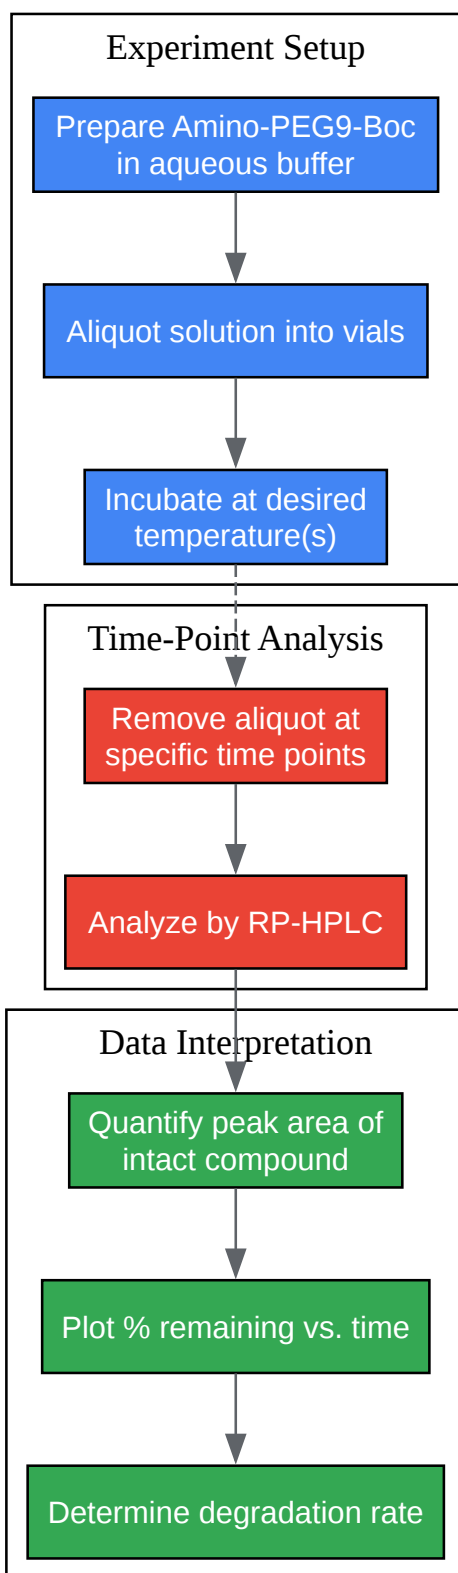 Experiment Setup
Prepare Amino-PEG9-Boc
in aqueous buffer
Aliquot solution into vials
Incubate at desired
temperature(s)
Time-Point Analysis
Remove aliquot at
specific time points
Analyze by RP-HPLC
Data Interpretation
Quantify peak area of
intact compound
Plot % remaining vs. time
Determine degradation rate